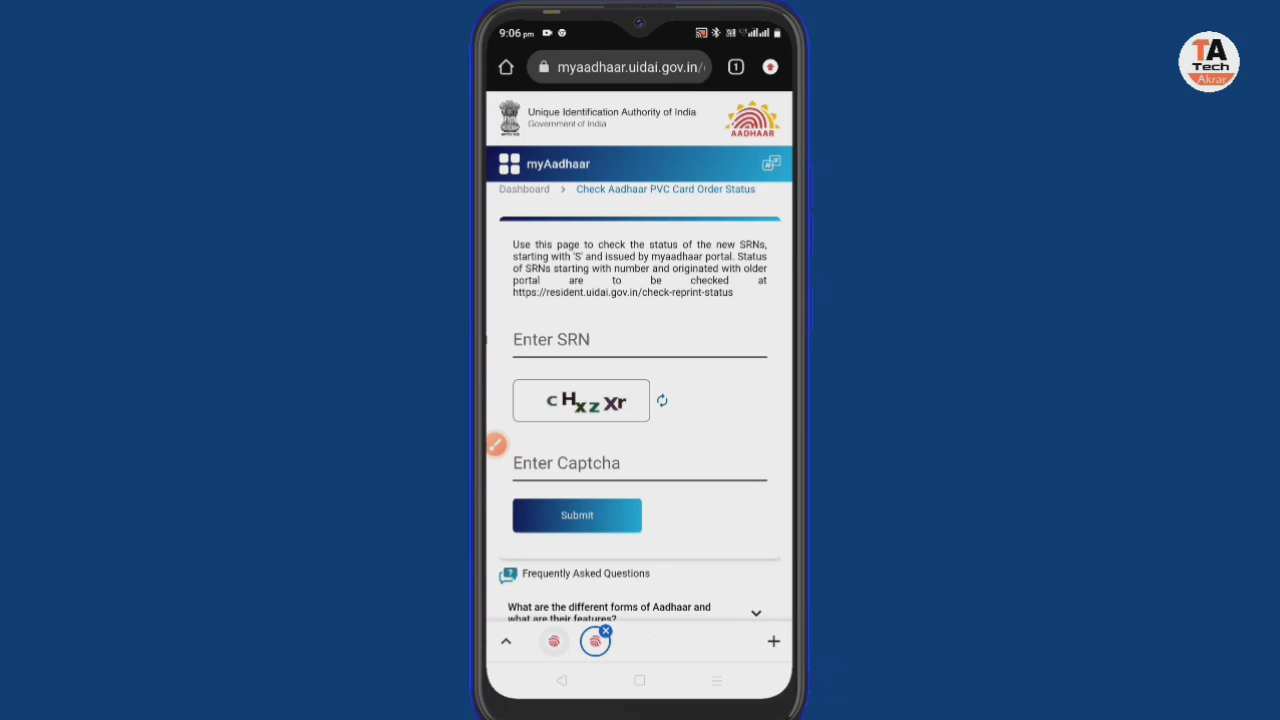 9:06 pm
TA
Tech
Akrar
myaadhaar.uidai.gov.in/
1
Unique Identification Authority of India
Government of India
AADHAAR
myAadhaar
Dashboard > Check Aadhaar PVC Card Order Status
Use this page to check the status of the new SRNs,
starting with 'S' and issued by myaadhaar portal. Status
of SRNs starting with number and originated with older
portal are to be checked at
https://resident.uidai.gov.in/check-reprint-status
Enter SRN
cHxzXr
Enter Captcha
Submit
Frequently Asked Questions
What are the different forms of Aadhaar and
what are their features?